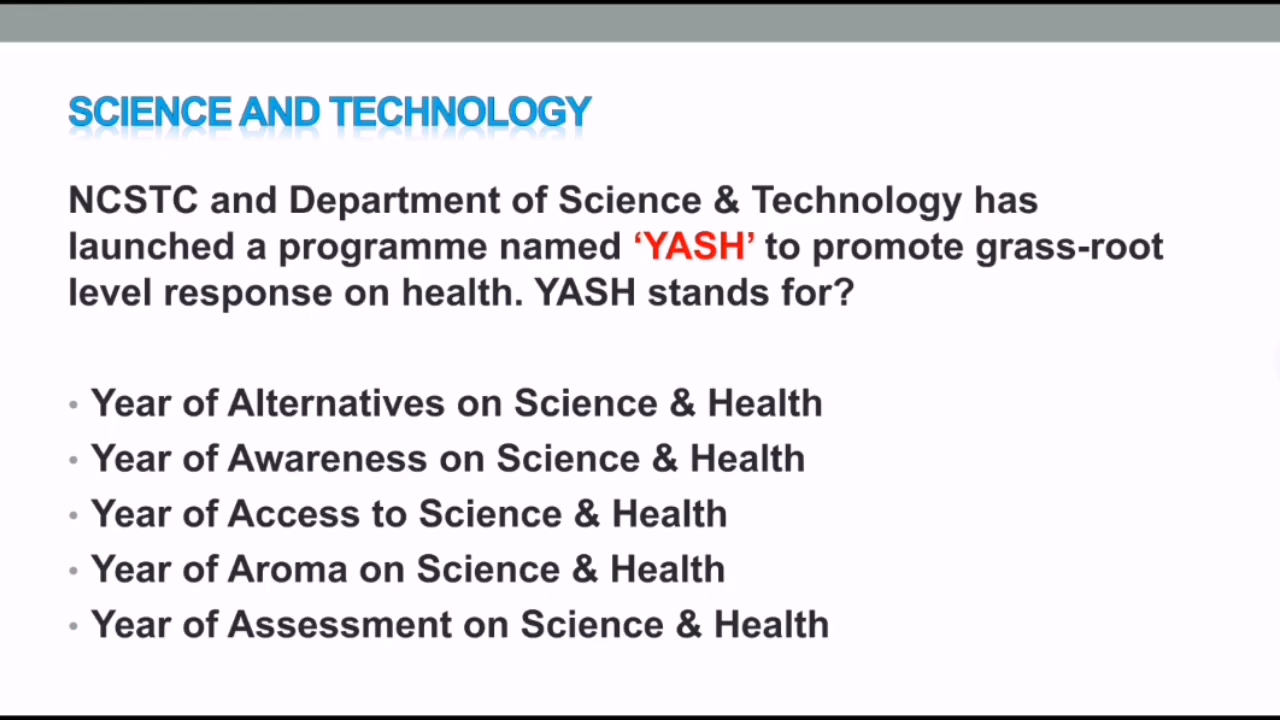 SCIENCE AND TECHNOLOGY
NCSTC and Department of Science & Technology has
launched a programme named ‘YASH’ to promote grass-root
level response on health. YASH stands for?
• Year of Alternatives on Science & Health
• Year of Awareness on Science & Health
• Year of Access to Science & Health
• Year of Aroma on Science & Health
• Year of Assessment on Science & Health